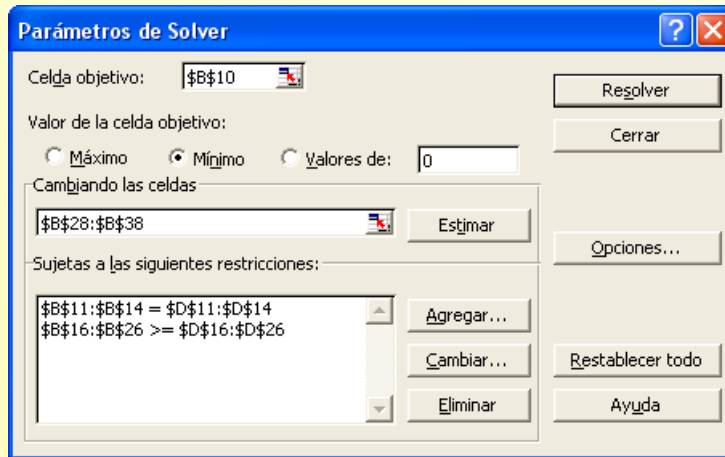 Parámetros de Solver
Celda objetivo: $B$10
Resolver
Valor de la celda objetivo:
Cerrar
Máximo Mínimo Valores de: 0
Cambiando las celdas
$B$28:$B$38 Estimar
Opciones...
Sujetas a las siguientes restricciones:
$B$11:$B$14 = $D$11:$D$14
$B$16:$B$26 >= $D$16:$D$26
Agregar...
Cambiar... Restablecer todo
Eliminar Ayuda